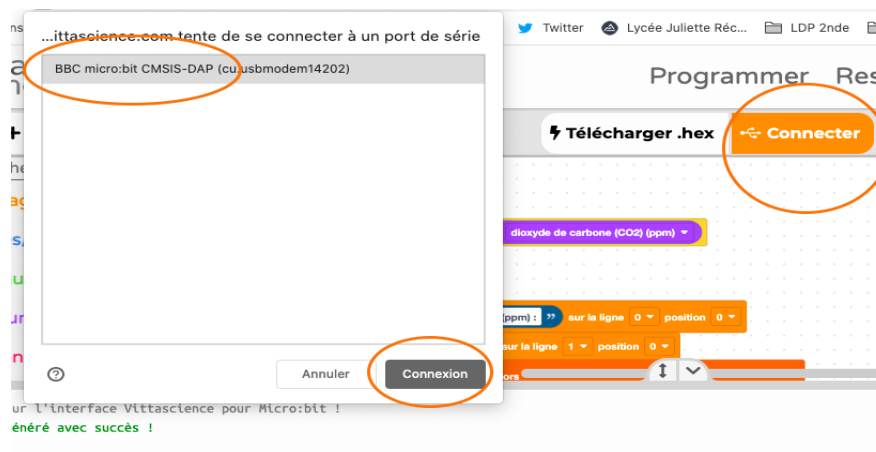 ...ittascience.com tente de se connecter à un port de série
BBC micro:bit CMSIS-DAP (cu.usbmodem14202)
Annuler
Connexion
Twitter
Lycée Juliette Réc...
LDP 2nde
Programmer
Télécharger .hex
Connecter
dioxyde de carbone (CO2) (ppm)
(ppm) : ” sur la ligne 0 position 0
sur la ligne 1 position 0
ur l'interface Vittascience pour Micro:bit !
énéré avec succès !